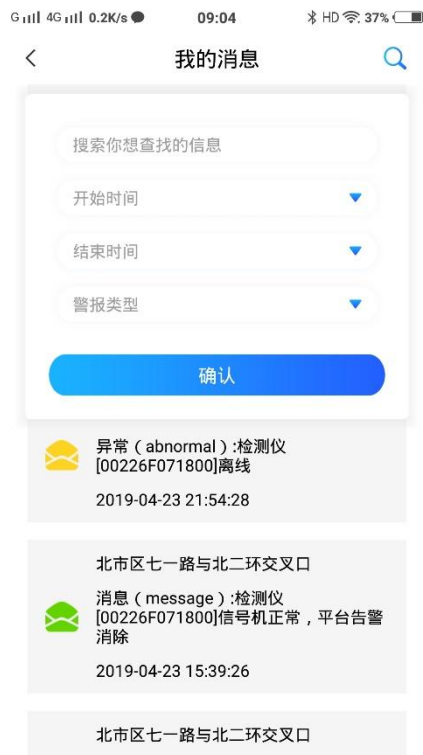 G 4G 0.2K/s 09:04 HD 37%
我的消息
搜索你想查找的信息
开始时间
结束时间
警报类型
确认
异常（abnormal）:检测仪
[00226F071800]离线
2019-04-23 21:54:28
北市区七一路与北二环交叉口
消息（message）:检测仪
[00226F071800]信号机正常，平台告警
消除
2019-04-23 15:39:26
北市区七一路与北二环交叉口